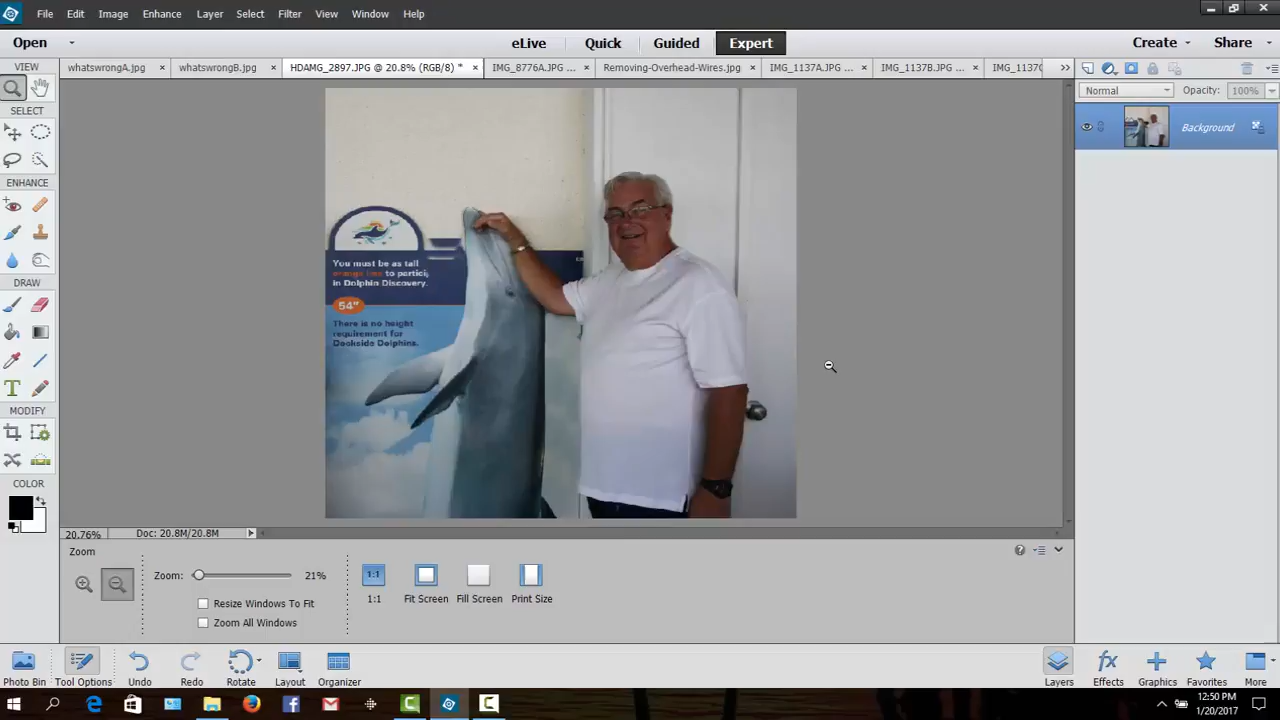 File Edit Image Enhance Layer Select Filter View Window Help
Open eLive Quick Guided Expert Create Share
VIEW whatswrongA.jpg × whatswrongB.jpg × HDAMG_2897.JPG @ 20.8% (RGB/8) * × IMG_8776A.JPG ... × Removing-Overhead-Wires.jpg × IMG_1137A.JPG ... × IMG_1137B.JPG ... × IMG_1137C »
Normal Opacity: 100%
SELECT
Background
ENHANCE
You must be as tall
orange line to partici
in Dolphin Discovery.
54"
There is no height
requirement for
Dockside Dolphins.
DRAW
MODIFY
COLOR
20.76% Doc: 20.8M/20.8M
Zoom
Zoom: 21% 1:1
Resize Windows To Fit 1:1 Fit Screen Fill Screen Print Size
Zoom All Windows
Photo Bin Tool Options Undo Redo Rotate Layout Organizer Layers Effects Graphics Favorites More
12:50 PM
1/20/2017